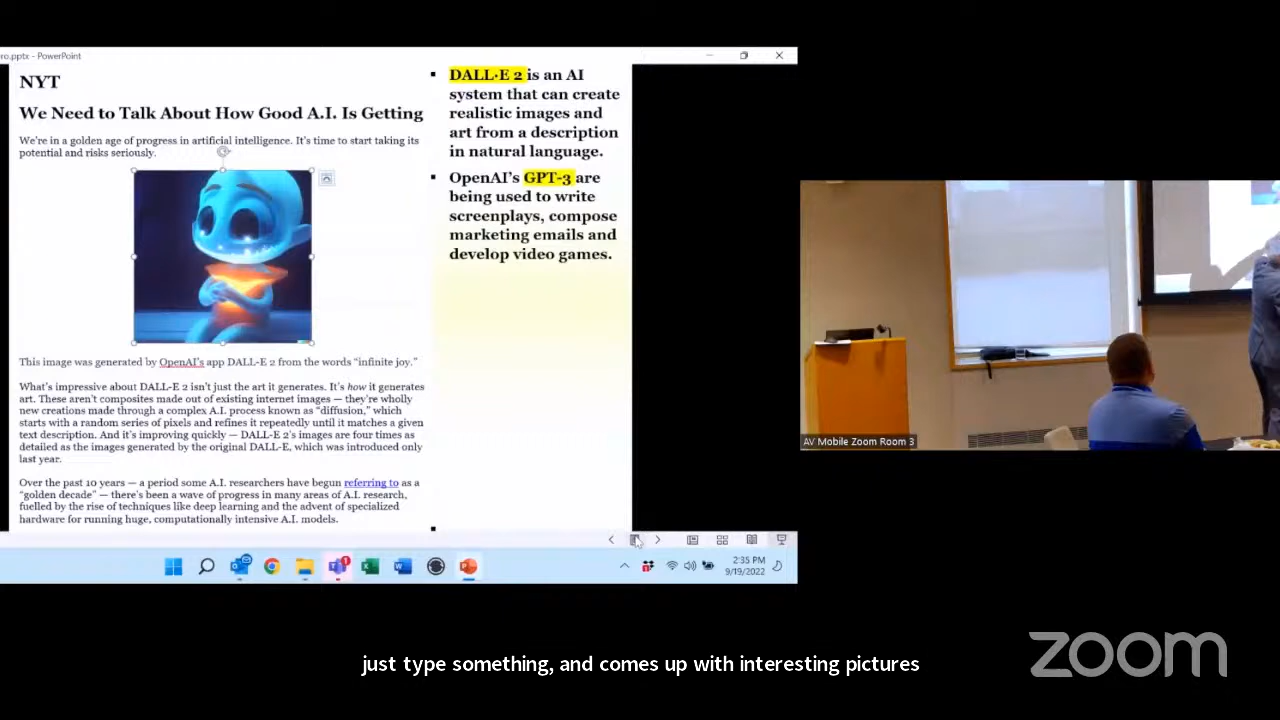 ro.pptx - PowerPoint
NYT
We Need to Talk About How Good A.I. Is Getting
We're in a golden age of progress in artificial intelligence. It's time to start taking its
potential and risks seriously.
This image was generated by OpenAI's app DALL-E 2 from the words "infinite joy."
What's impressive about DALL-E 2 isn't just the art it generates. It's how it generates
art. These aren't composites made out of existing internet images — they're wholly
new creations made through a complex A.I. process known as "diffusion," which
starts with a random series of pixels and refines it repeatedly until it matches a given
text description. And it's improving quickly — DALL-E 2's images are four times as
detailed as the images generated by the original DALL-E, which was introduced only
last year.
Over the past 10 years — a period some A.I. researchers have begun referring to as a
"golden decade" — there's been a wave of progress in many areas of A.I. research,
fuelled by the rise of techniques like deep learning and the advent of specialized
hardware for running huge, computationally intensive A.I. models.
▪ DALL·E 2 is an AI
system that can create
realistic images and
art from a description
in natural language.
▪ OpenAI's GPT-3 are
being used to write
screenplays, compose
marketing emails and
develop video games.
2:35 PM
9/19/2022
AV Mobile Zoom Room 3
just type something, and comes up with interesting pictures
zoom